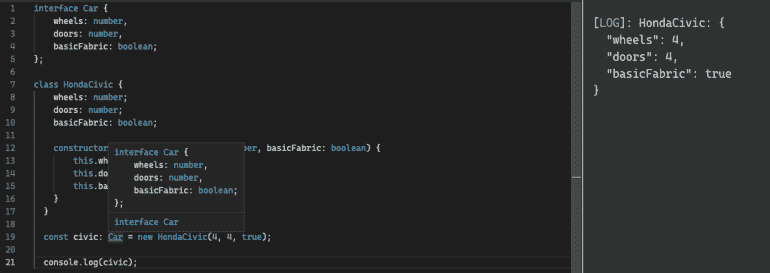 1 interface Car {
2 wheels: number,
3 doors: number,
4 basicFabric: boolean;
5 };
6
7 class HondaCivic {
8 wheels: number;
9 doors: number;
10 basicFabric: boolean;
11
12 constructor ber, basicFabric: boolean) {
13 this.wh
14 this.do
15 this.ba
16 }
17 }
18
19 const civic: Car = new HondaCivic(4, 4, true);
20
21 console.log(civic);
interface Car {
wheels: number,
doors: number,
basicFabric: boolean;
};
interface Car
[LOG]: HondaCivic: {
"wheels": 4,
"doors": 4,
"basicFabric": true
}